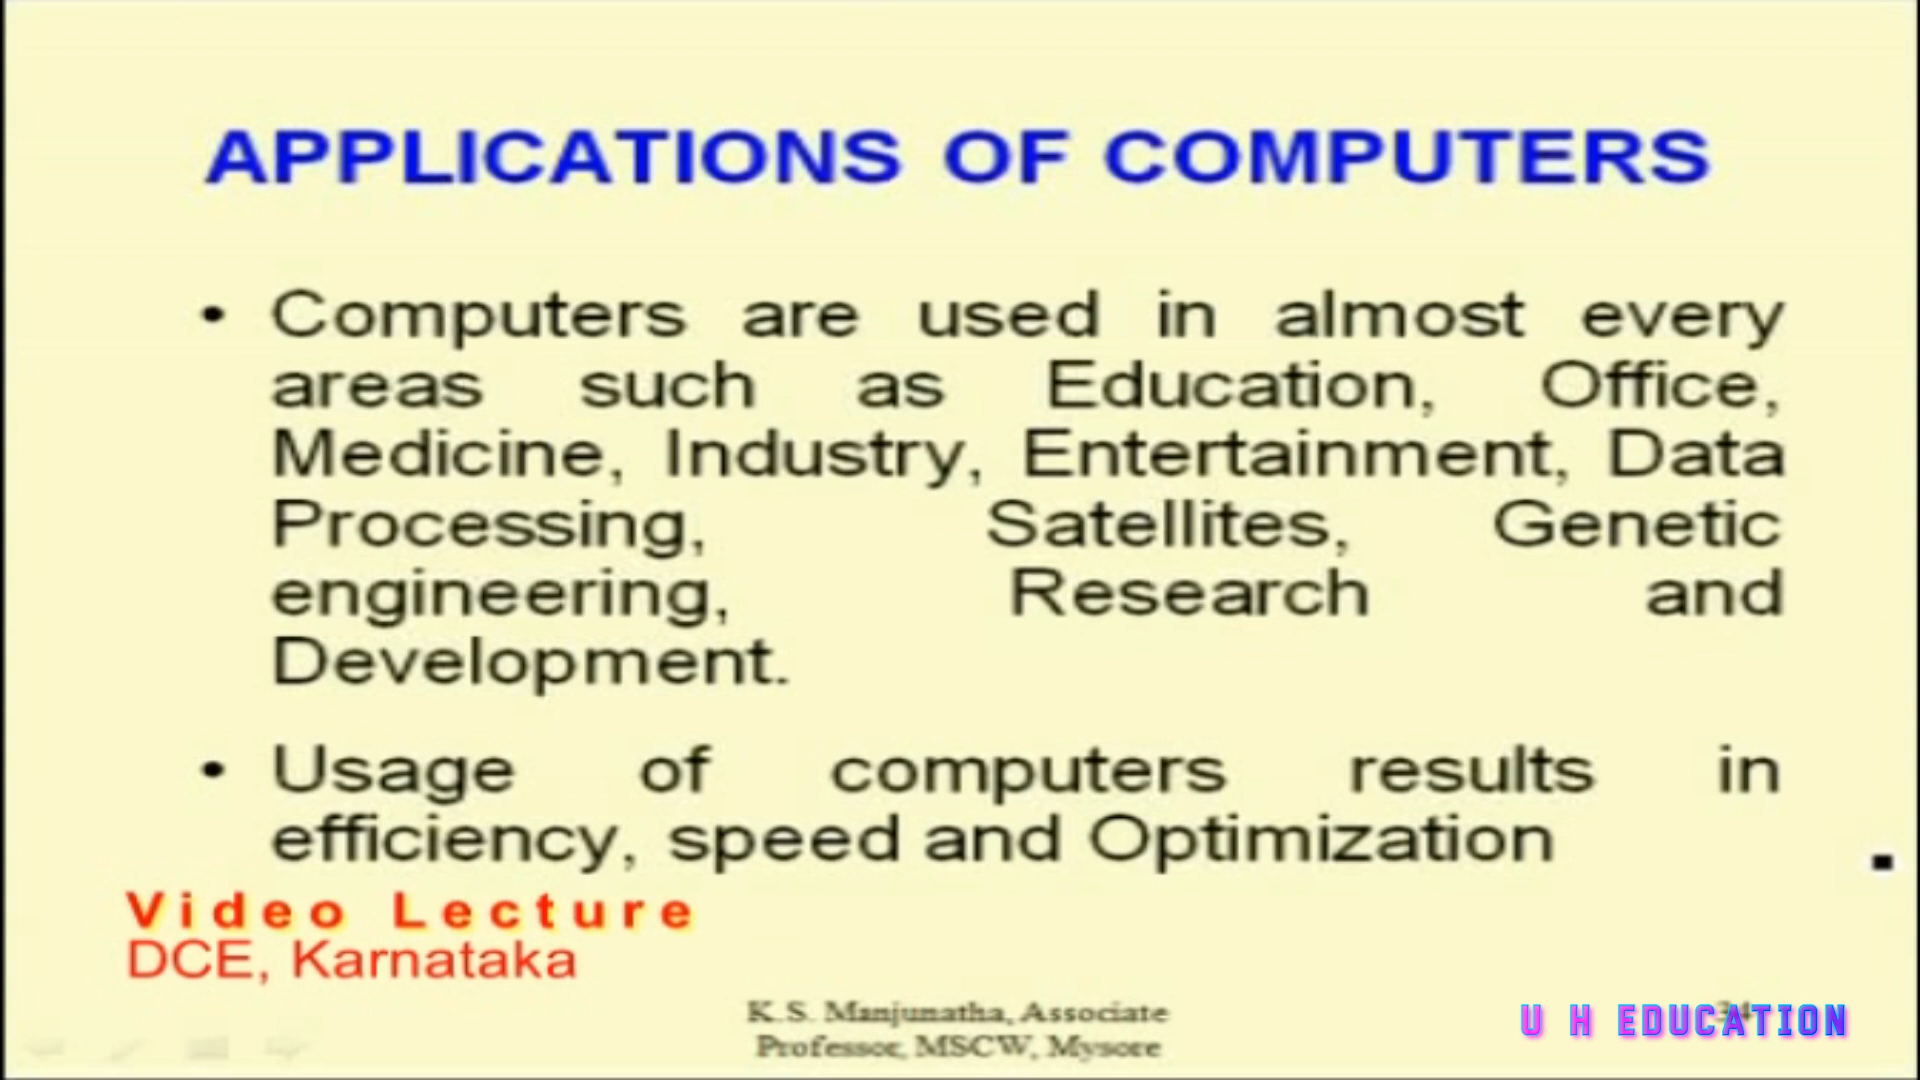 APPLICATIONS OF COMPUTERS
• Computers are used in almost every
areas such as Education, Office,
Medicine, Industry, Entertainment, Data
Processing, Satellites, Genetic
engineering, Research and
Development.
• Usage of computers results in
efficiency, speed and Optimization
Video Lecture
DCE, Karnataka
K.S. Manjunatha, Associate
Professor, MSCW, Mysore
U H EDUCATION